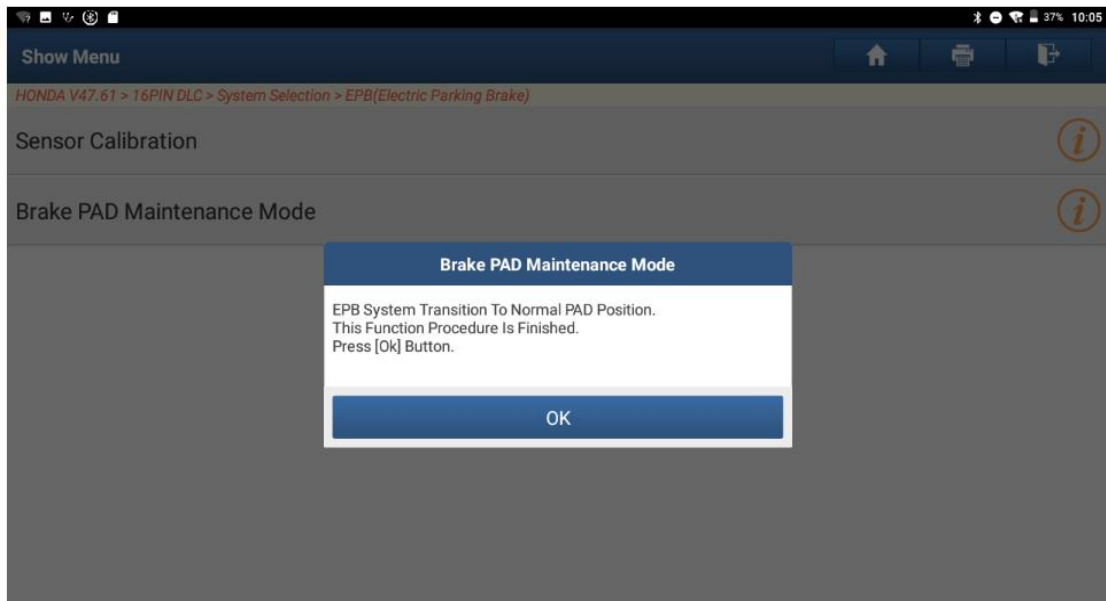 37% 10:05
Show Menu
HONDA V47.61 > 16PIN DLC > System Selection > EPB(Electric Parking Brake)
Sensor Calibration
Brake PAD Maintenance Mode
Brake PAD Maintenance Mode
EPB System Transition To Normal PAD Position.
This Function Procedure Is Finished.
Press [Ok] Button.
OK